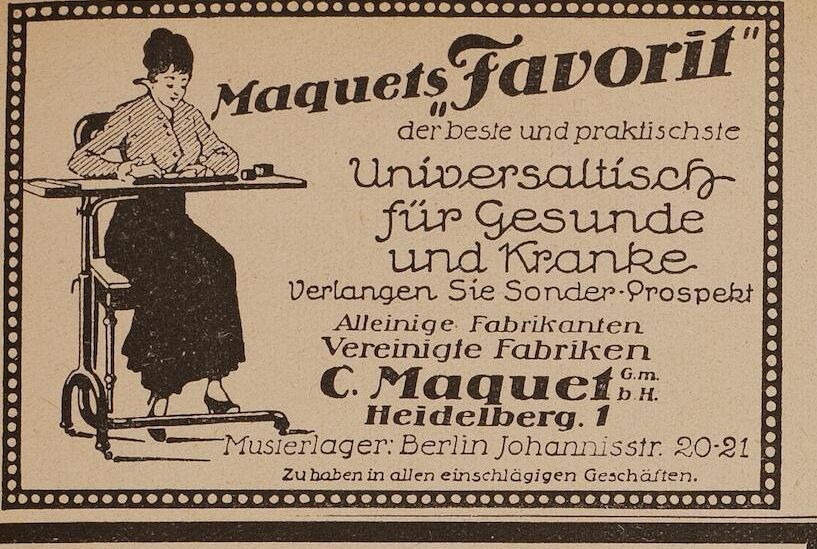 Maquets „Favorit“
der beste und praktischste
Universaltisch
für Gesunde
und Kranke
Verlangen Sie Sonder-Prospekt
Alleinige Fabrikanten
Vereinigte Fabriken
C. Maquet G.m.b.H.
Heidelberg. 1
Musterlager: Berlin Johannisstr. 20-21
Zu haben in allen einschlägigen Geschäften.